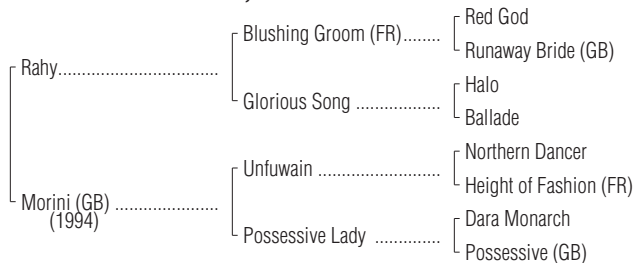 Red God
Blushing Groom (FR)........
Runaway Bride (GB)
Rahy.................................
Halo
Glorious Song .................
Ballade
Northern Dancer
Unfuwain .........................
Height of Fashion (FR)
Morini (GB) .....................
(1994)
Dara Monarch
Possessive Lady .............
Possessive (GB)